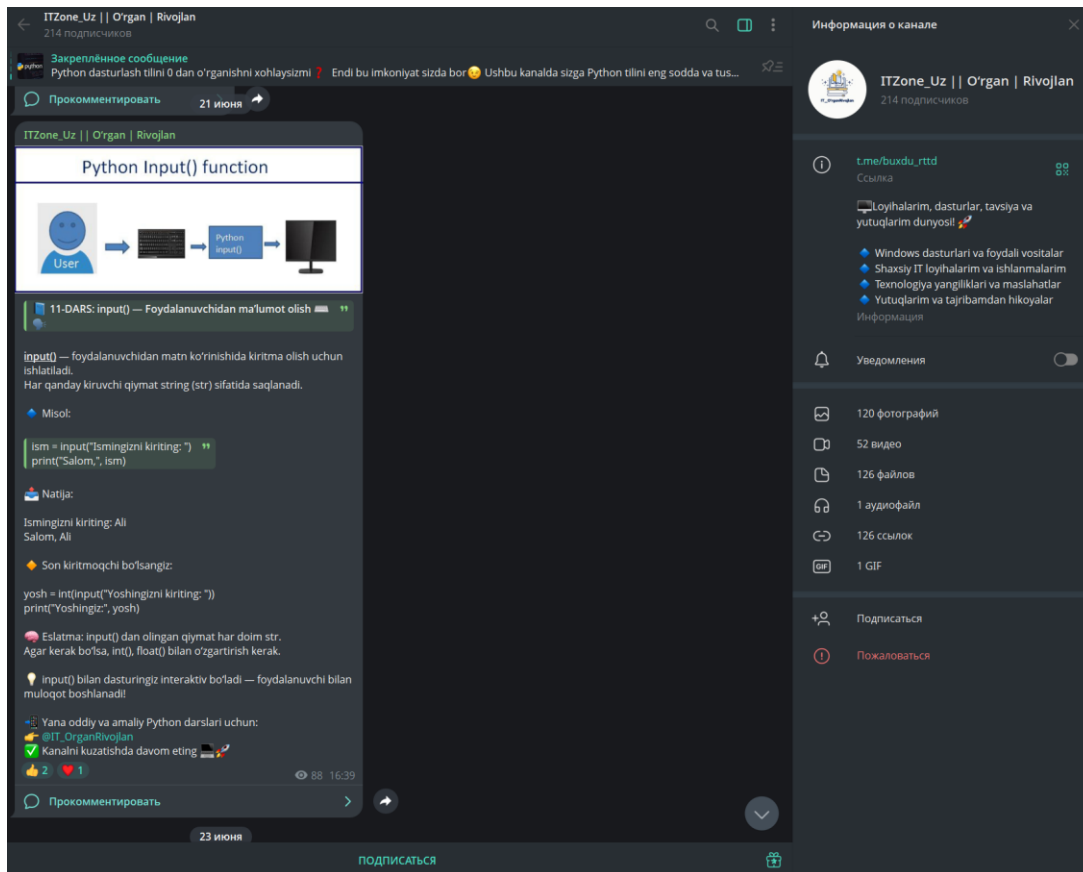 ITZone_Uz || O'rgan | Rivojlan
214 подписчиков
Закреплённое сообщение
Python dasturlash tilini 0 dan o'rganishni xohlaysizmi❓ Endi bu imkoniyat sizda bor😉 Ushbu kanalda sizga Python tilini eng sodda va tus...
Прокомментировать
21 июня
ITZone_Uz || O'rgan | Rivojlan
Python Input() function
User
Python
input()
📘 11-DARS: input() — Foydalanuvchidan ma'lumot olish ⌨️
🗣
input() — foydalanuvchidan matn ko'rinishida kiritma olish uchun
ishlatiladi.
Har qanday kiruvchi qiymat string (str) sifatida saqlanadi.
🔹 Misol:
ism = input("Ismingizni kiriting: ")
print("Salom,", ism)
📤 Natija:
Ismingizni kiriting: Ali
Salom, Ali
🔸 Son kiritmoqchi bo'lsangiz:
yosh = int(input("Yoshingizni kiriting: "))
print("Yoshingiz:", yosh)
🧠 Eslatma: input() dan olingan qiymat har doim str.
Agar kerak bo'lsa, int(), float() bilan o'zgartirish kerak.
💡 input() bilan dasturingiz interaktiv bo'ladi — foydalanuvchi bilan
muloqot boshlanadi!
📲 Yana oddiy va amaliy Python darslari uchun:
👉 @IT_OrganRivojlan
✅ Kanalni kuzatishda davom eting 💻🚀
👍 2 ❤️ 1
88 16:39
Прокомментировать
23 июня
ПОДПИСАТЬСЯ
Информация о канале
ITZone_Uz || O'rgan | Rivojlan
214 подписчиков
t.me/buxdu_rttd
Ссылка
🖥Loyihalarim, dasturlar, tavsiya va
yutuqlarim dunyosi! 🚀
🔹 Windows dasturlari va foydali vositalar
🔹 Shaxsiy IT loyihalarim va ishlanmalarim
🔹 Texnologiya yangiliklari va maslahatlar
🔹 Yutuqlarim va tajribamdan hikoyalar
Информация
Уведомления
120 фотографий
52 видео
126 файлов
1 аудиофайл
126 ссылок
GIF 1 GIF
Подписаться
Пожаловаться